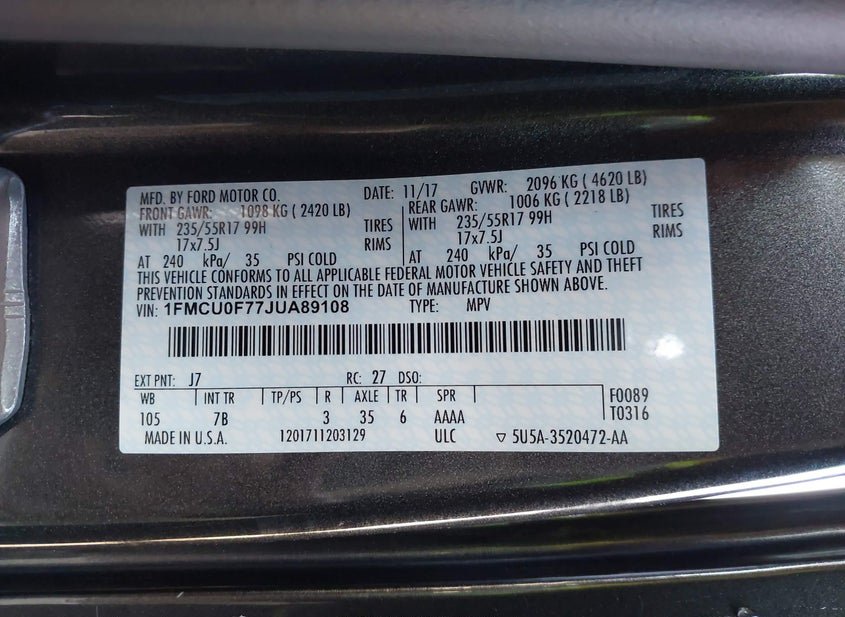 MFD. BY FORD MOTOR CO. DATE: 11/17 GVWR: 2096 KG ( 4620 LB)
FRONT GAWR: 1098 KG ( 2420 LB) REAR GAWR: 1006 KG ( 2218 LB)
WITH 235/55R17 99H TIRES WITH 235/55R17 99H TIRES
17x7.5J RIMS 17x7.5J RIMS
AT 240 kPa/ 35 PSI COLD AT 240 kPa/ 35 PSI COLD
THIS VEHICLE CONFORMS TO ALL APPLICABLE FEDERAL MOTOR VEHICLE SAFETY AND THEFT
PREVENTION STANDARDS IN EFFECT ON THE DATE OF MANUFACTURE SHOWN ABOVE.
VIN: 1FMCU0F77JUA89108 TYPE: MPV
EXT PNT: J7 RC: 27 DSO:
WB INT TR TP/PS R AXLE TR SPR F0089
105 7B 3 35 6 AAAA T0316
MADE IN U.S.A. 1201711203129 ULC ▽ 5U5A-3520472-AA